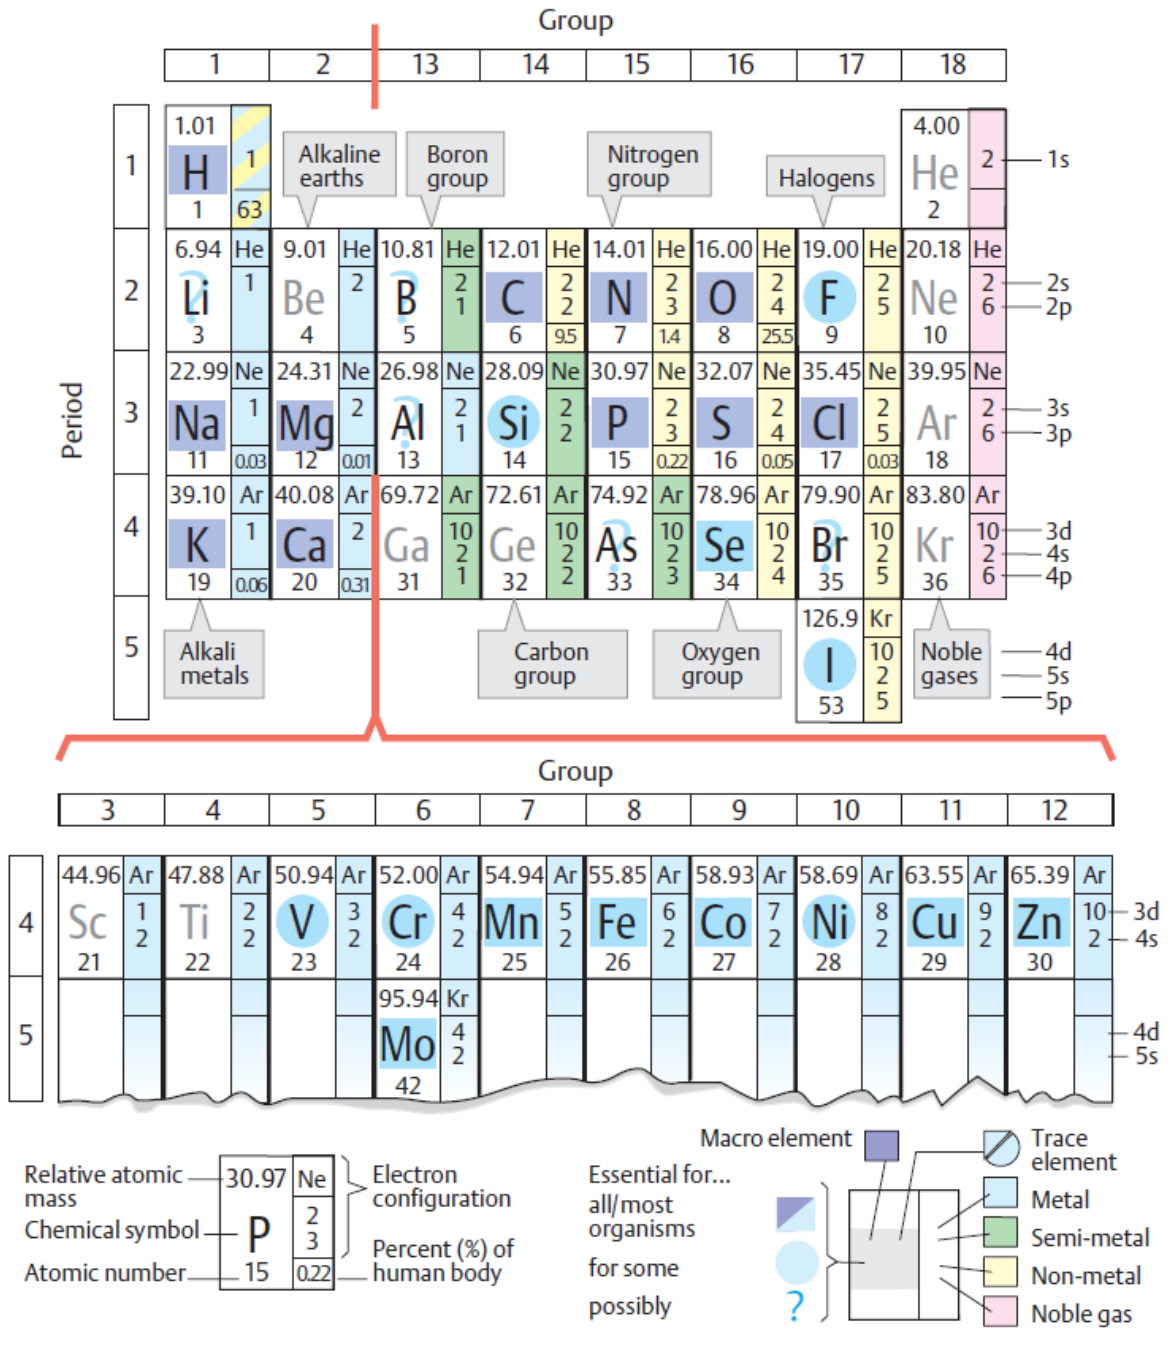 Group
1 2 13 14 15 16 17 18
Period
1
1.01
H 1
1 63
4.00
He 2
2
1s
Alkaline
earths
Boron
group
Nitrogen
group
Halogens
2
6.94 He 9.01 He 10.81 He 12.01 He 14.01 He 16.00 He 19.00 He 20.18 He
Li 1 Be 2 B 2 1 C 2 2 N 2 3 O 2 4 F 2 5 Ne 2 6
3 4 5 6 9.5 7 1.4 8 25.5 9 10
2s
2p
3
22.99 Ne 24.31 Ne 26.98 Ne 28.09 Ne 30.97 Ne 32.07 Ne 35.45 Ne 39.95 Ne
Na 1 Mg 2 Al 2 1 Si 2 2 P 2 3 S 2 4 Cl 2 5 Ar 2 6
11 0.03 12 0.01 13 14 15 0.22 16 0.05 17 0.03 18
3s
3p
4
39.10 Ar 40.08 Ar 69.72 Ar 72.61 Ar 74.92 Ar 78.96 Ar 79.90 Ar 83.80 Ar
K 1 Ca 2 Ga 10 2 1 Ge 10 2 2 As 10 2 3 Se 10 2 4 Br 10 2 5 Kr 10 2 6
19 0.06 20 0.31 31 32 33 34 35 36
3d
4s
4p
5
126.9 Kr
I 10 2 5
53
4d
5s
5p
Alkali
metals
Carbon
group
Oxygen
group
Noble
gases
Group
3 4 5 6 7 8 9 10 11 12
4
44.96 Ar 47.88 Ar 50.94 Ar 52.00 Ar 54.94 Ar 55.85 Ar 58.93 Ar 58.69 Ar 63.55 Ar 65.39 Ar
Sc 1 2 Ti 2 2 V 3 2 Cr 4 2 Mn 5 2 Fe 6 2 Co 7 2 Ni 8 2 Cu 9 2 Zn 10 2
21 22 23 24 25 26 27 28 29 30
3d
4s
5
95.94 Kr
Mo 4 2
42
4d
5s
Relative atomic
mass
Chemical symbol
Atomic number
30.97 Ne
P 2 3
15 0.22
Electron
configuration
Percent (%) of
human body
Macro element
Essential for...
all/most
organisms
for some
possibly
?
Trace
element
Metal
Semi-metal
Non-metal
Noble gas